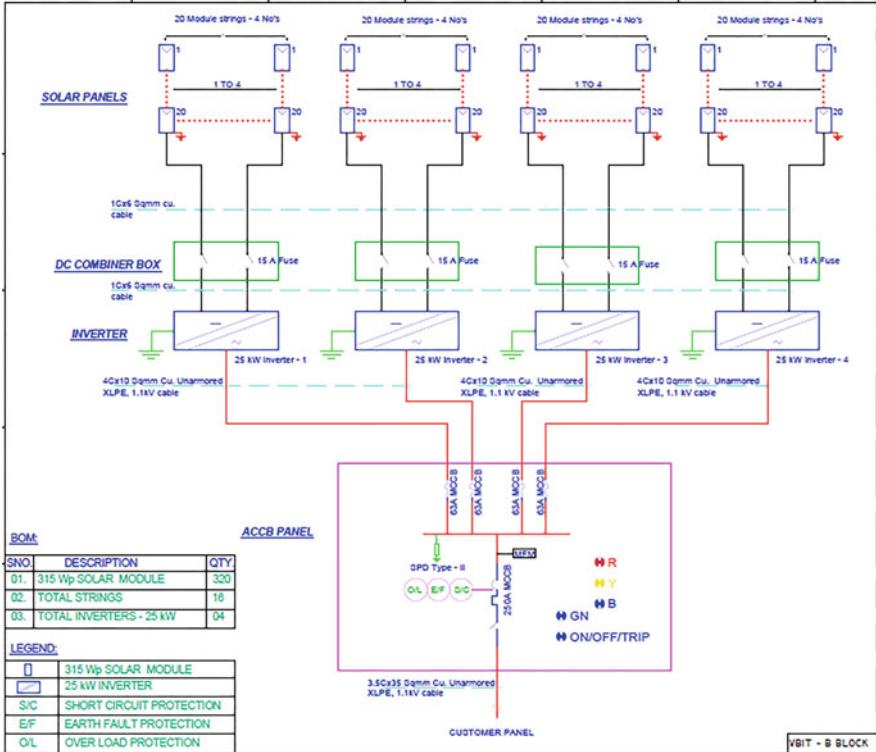 20 Module strings - 4 No's 20 Module strings - 4 No's 20 Module strings - 4 No's 20 Module strings - 4 No's
1 1 1 1 1 1 1 1
SOLAR PANELS
1 TO 4 1 TO 4 1 TO 4 1 TO 4
20 20 20 20 20 20 20 20
1Cx6 Sqmm cu.
cable
DC COMBINER BOX
15 A Fuse 15 A Fuse 15 A Fuse 15 A Fuse
1Cx6 Sqmm cu.
cable
INVERTER
25 kW Inverter - 1 25 kW Inverter - 2 25 kW Inverter - 3 25 kW Inverter - 4
4Cx10 Sqmm Cu. Unarmored 4Cx10 Sqmm Cu. Unarmored 4Cx10 Sqmm Cu. Unarmored
XLPE, 1.1kV cable XLPE, 1.1 kV cable XLPE, 1.1 kV cable
63A MCCB 63A MCCB 63A MCCB 63A MCCB
ACCB PANEL
MFM
SPD Type - II
O/L E/F S/C
250A MCCB
R
Y
B
GN
ON/OFF/TRIP
3.5Cx35 Sqmm Cu. Unarmored
XLPE, 1.1kV cable
CUSTOMER PANEL
BOM:
SNO. DESCRIPTION QTY.
01. 315 Wp SOLAR MODULE 320
02. TOTAL STRINGS 16
03. TOTAL INVERTERS - 25 kW 04
LEGEND:
315 Wp SOLAR MODULE
25 kW INVERTER
S/C SHORT CIRCUIT PROTECTION
E/F EARTH FAULT PROTECTION
O/L OVER LOAD PROTECTION
VBIT - B BLOCK